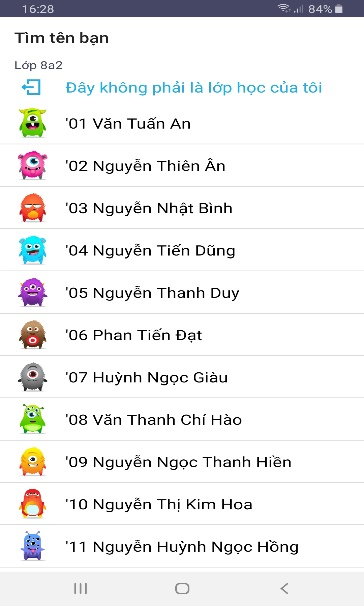 16:28
84%
Tìm tên bạn
Lớp 8a2
Đây không phải là lớp học của tôi
'01 Văn Tuấn An
'02 Nguyễn Thiên Ân
'03 Nguyễn Nhật Bình
'04 Nguyễn Tiến Dũng
'05 Nguyễn Thanh Duy
'06 Phan Tiến Đạt
'07 Huỳnh Ngọc Giàu
'08 Văn Thanh Chí Hào
'09 Nguyễn Ngọc Thanh Hiền
'10 Nguyễn Thị Kim Hoa
'11 Nguyễn Huỳnh Ngọc Hồng